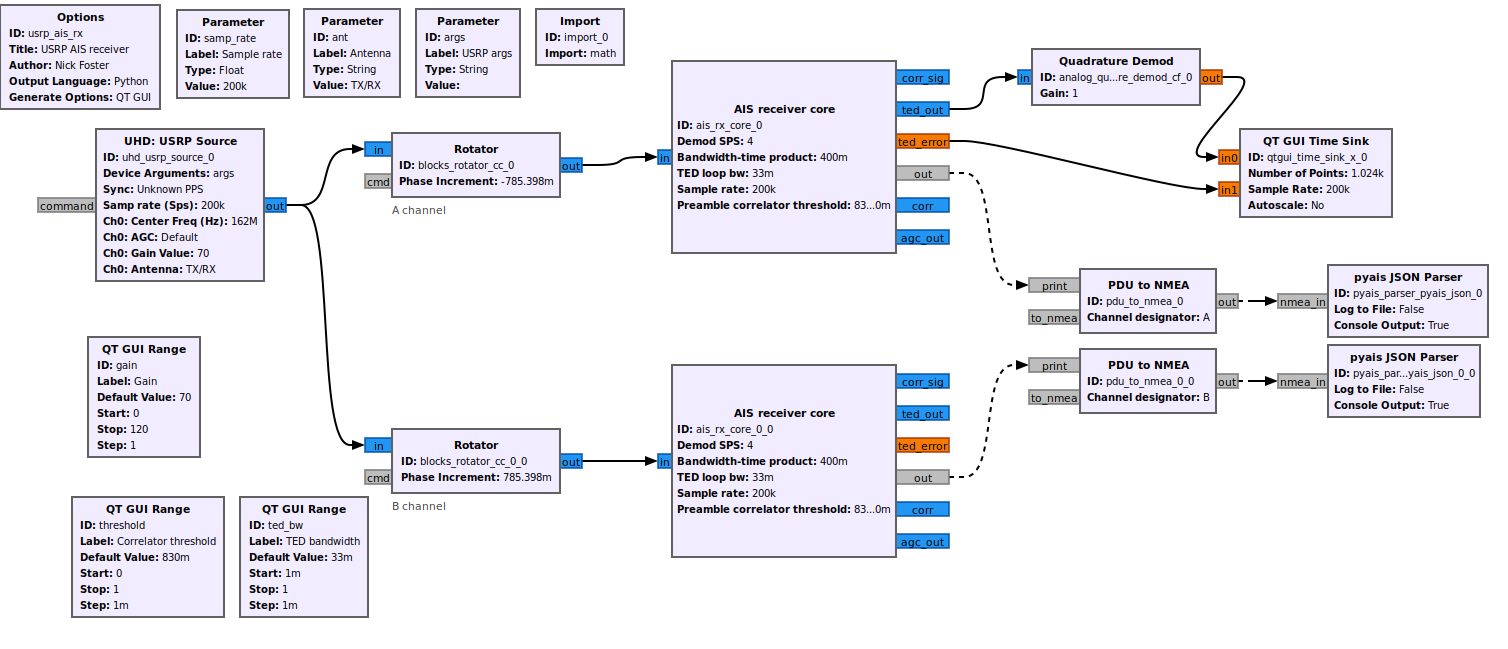 Options
ID: usrp_ais_rx
Title: USRP AIS receiver
Author: Nick Foster
Output Language: Python
Generate Options: QT GUI
Parameter
ID: samp_rate
Label: Sample rate
Type: Float
Value: 200k
Parameter
ID: ant
Label: Antenna
Type: String
Value: TX/RX
Parameter
ID: args
Label: USRP args
Type: String
Value:
Import
ID: import_0
Import: math
UHD: USRP Source
ID: uhd_usrp_source_0
Device Arguments: args
Sync: Unknown PPS
Samp rate (Sps): 200k
Ch0: Center Freq (Hz): 162M
Ch0: AGC: Default
Ch0: Gain Value: 70
Ch0: Antenna: TX/RX
command
out
in
cmd
Rotator
ID: blocks_rotator_cc_0
Phase Increment: -785.398m
out
A channel
in
AIS receiver core
ID: ais_rx_core_0
Demod SPS: 4
Bandwidth-time product: 400m
TED loop bw: 33m
Sample rate: 200k
Preamble correlator threshold: 83...0m
corr_sig
ted_out
ted_error
out
corr
agc_out
in
Quadrature Demod
ID: analog_qu...re_demod_cf_0
Gain: 1
out
in0
in1
QT GUI Time Sink
ID: qtgui_time_sink_x_0
Number of Points: 1.024k
Sample Rate: 200k
Autoscale: No
print
to_nmea
PDU to NMEA
ID: pdu_to_nmea_0
Channel designator: A
out
nmea_in
pyais JSON Parser
ID: pyais_parser_pyais_json_0
Log to File: False
Console Output: True
QT GUI Range
ID: gain
Label: Gain
Default Value: 70
Start: 0
Stop: 120
Step: 1
in
cmd
Rotator
ID: blocks_rotator_cc_0_0
Phase Increment: 785.398m
out
B channel
in
AIS receiver core
ID: ais_rx_core_0_0
Demod SPS: 4
Bandwidth-time product: 400m
TED loop bw: 33m
Sample rate: 200k
Preamble correlator threshold: 83...0m
corr_sig
ted_out
ted_error
out
corr
agc_out
print
to_nmea
PDU to NMEA
ID: pdu_to_nmea_0_0
Channel designator: B
out
nmea_in
pyais JSON Parser
ID: pyais_par...yais_json_0_0
Log to File: False
Console Output: True
QT GUI Range
ID: threshold
Label: Correlator threshold
Default Value: 830m
Start: 0
Stop: 1
Step: 1m
QT GUI Range
ID: ted_bw
Label: TED bandwidth
Default Value: 33m
Start: 1m
Stop: 1
Step: 1m